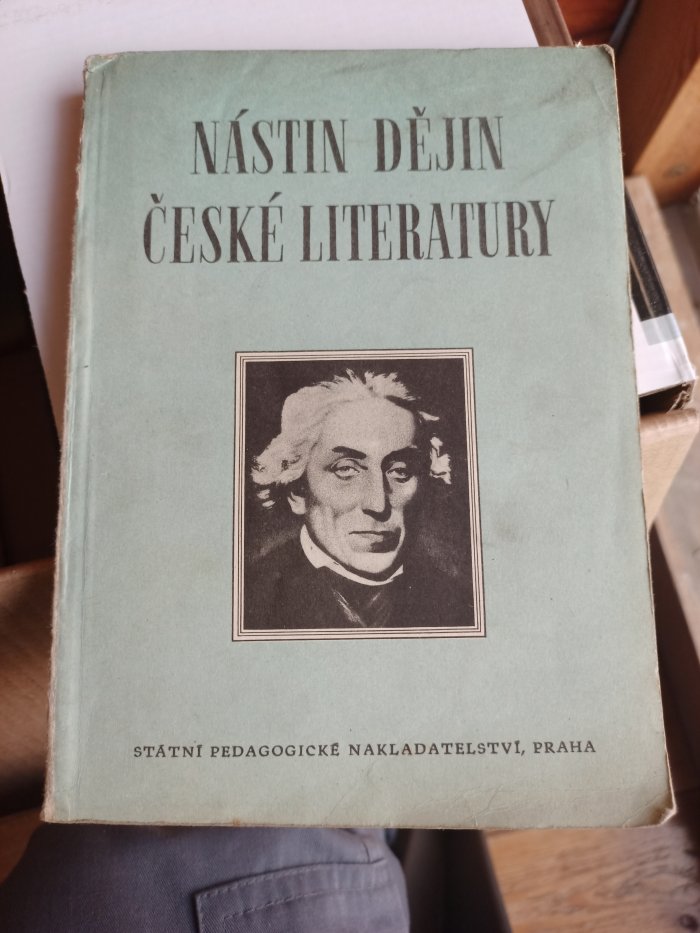 NÁSTIN DĚJIN
ČESKÉ LITERATURY
STÁTNÍ PEDAGOGICKÉ NAKLADATELSTVÍ, PRAHA